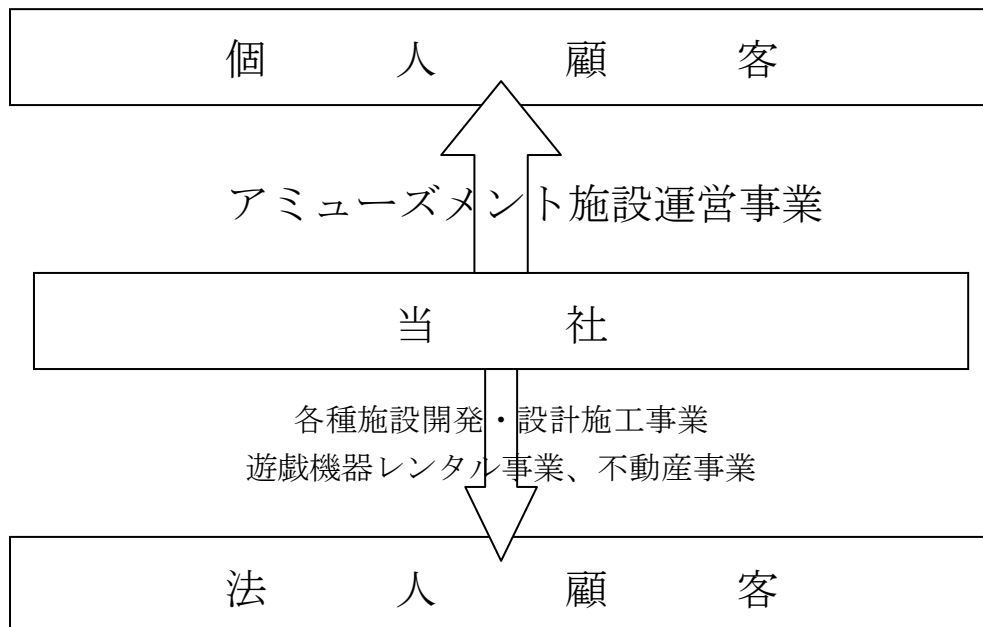 個人顧客
アミューズメント施設運営事業
当社
各種施設開発・設計施工事業
遊戯機器レンタル事業、不動産事業
法人顧客